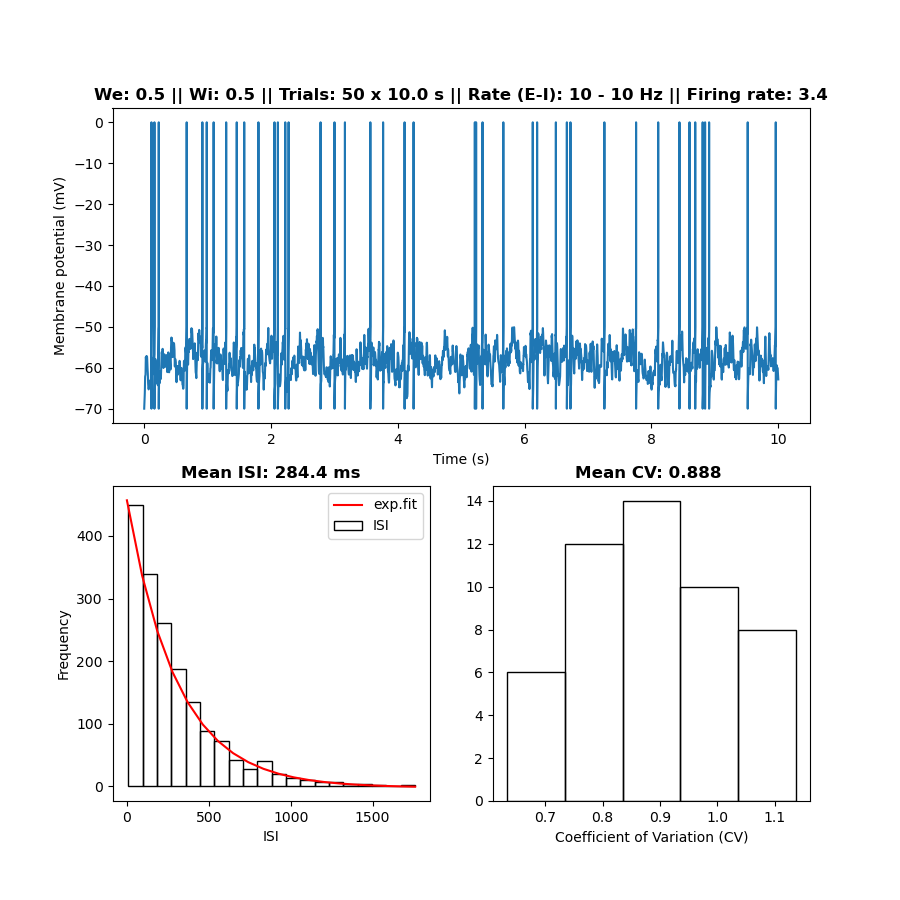 We: 0.5 || Wi: 0.5 || Trials: 50 x 10.0 s || Rate (E-I): 10 - 10 Hz || Firing rate: 3.4
0
−10
−20
−30
−40
−50
−60
−70
Membrane potential (mV)
0 2 4 6 8 10
Time (s)
Mean ISI: 284.4 ms
exp.fit
ISI
400
300
200
100
0
Frequency
0 500 1000 1500
ISI
Mean CV: 0.888
14
12
10
8
6
4
2
0
0.7 0.8 0.9 1.0 1.1
Coefficient of Variation (CV)